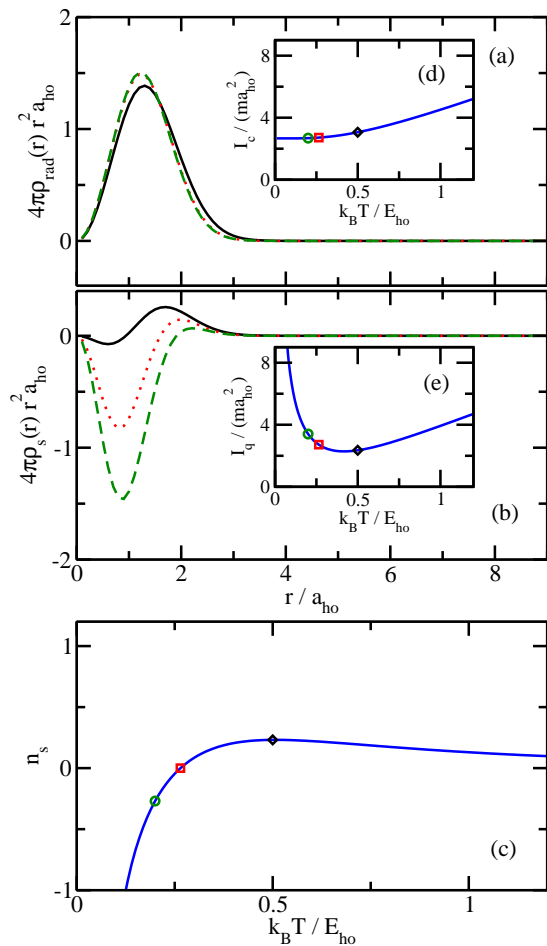 2
1
0
4πρ_rad(r) r² a_ho
(a)
8
4
0
I_c / (ma_ho²)
(d)
0
0.5
1
k_BT / E_ho
0
-1
-2
4πρ_s(r) r² a_ho
8
4
0
I_q / (ma_ho²)
(e)
0
0.5
1
k_BT / E_ho
(b)
0
2
4
6
8
r / a_ho
1
0
-1
n_s
(c)
0
0.5
1
k_BT / E_ho